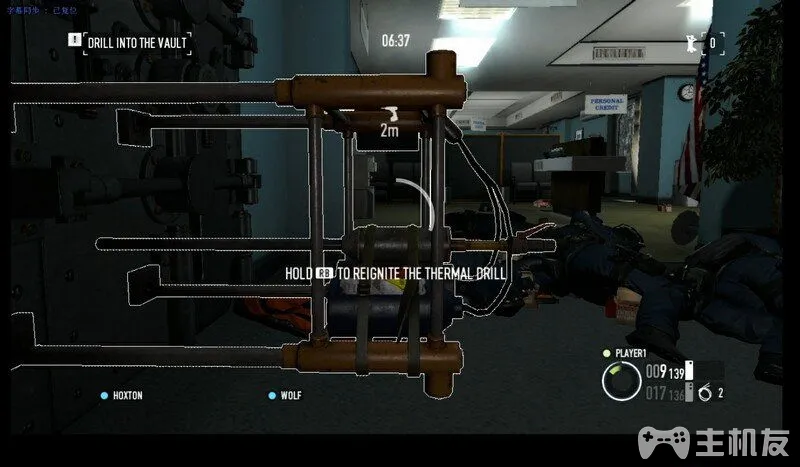 字幕同步：已复位
! DRILL INTO THE VAULT
06:37
0
PERSONAL
CREDIT
2m
HOLD RB TO REIGNITE THE THERMAL DRILL
PLAYER1
009 139
017 136
2
HOXTON
WOLF
主机友